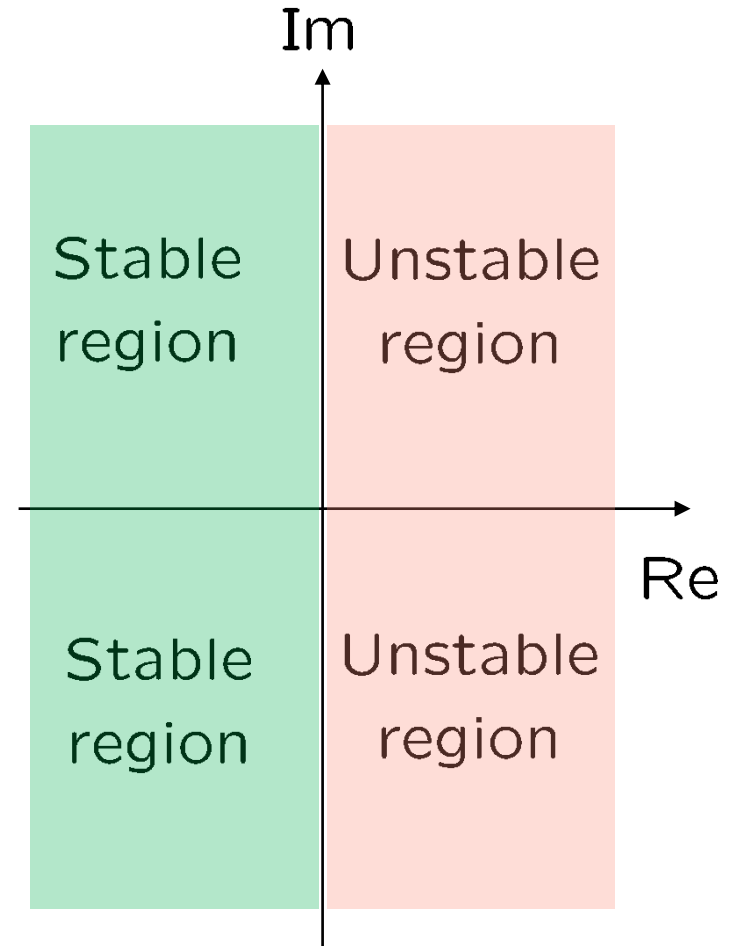 Im
Stable
region
Unstable
region
Re
Stable
region
Unstable
region